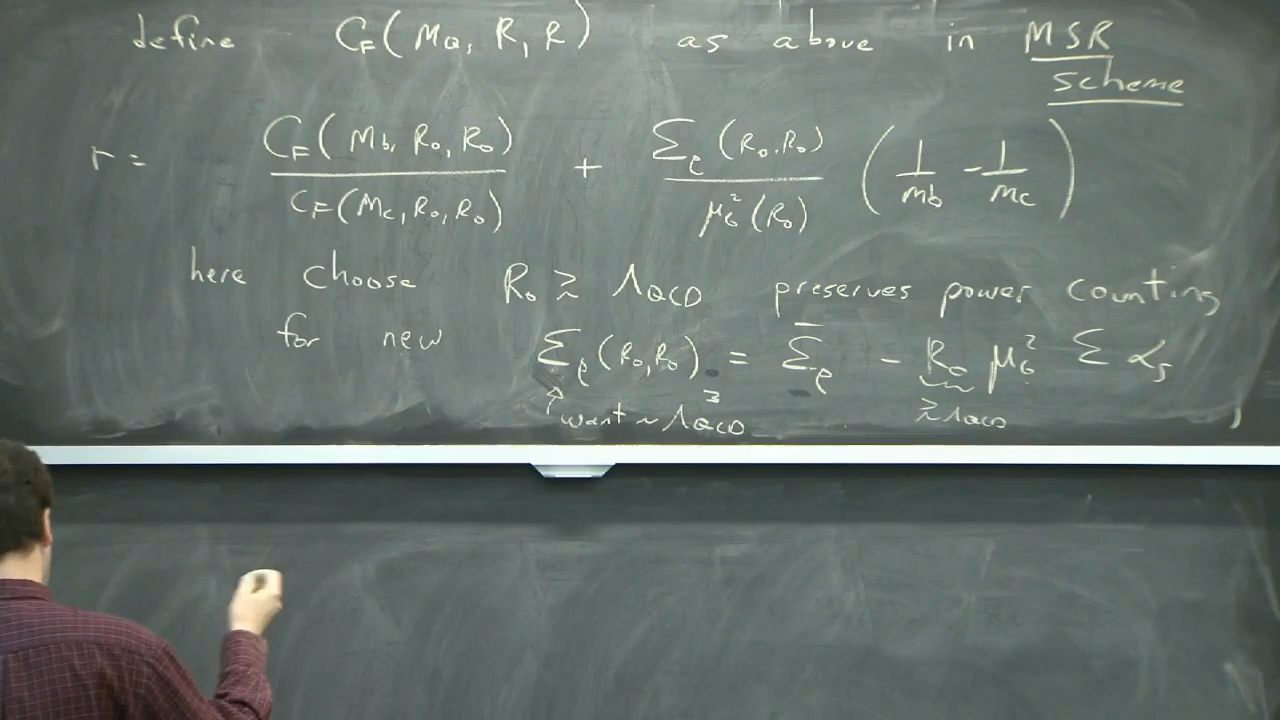 define C_F(m_Q, R, R) as above in MSR
scheme
r = C_F(m_b, R_0, R_0) / C_F(m_c, R_0, R_0) + Σ_ρ(R_0, R_0) / μ_G^2(R_0) (1/m_b - 1/m_c)
here choose R_0 ≳ Λ_QCD preserves power counting
for new Σ_ρ(R_0, R_0) = Σ̄_ρ - R_0 μ_G^2 Σ α_s
↑ want ~ Λ_QCD^3 ≳ Λ_QCD